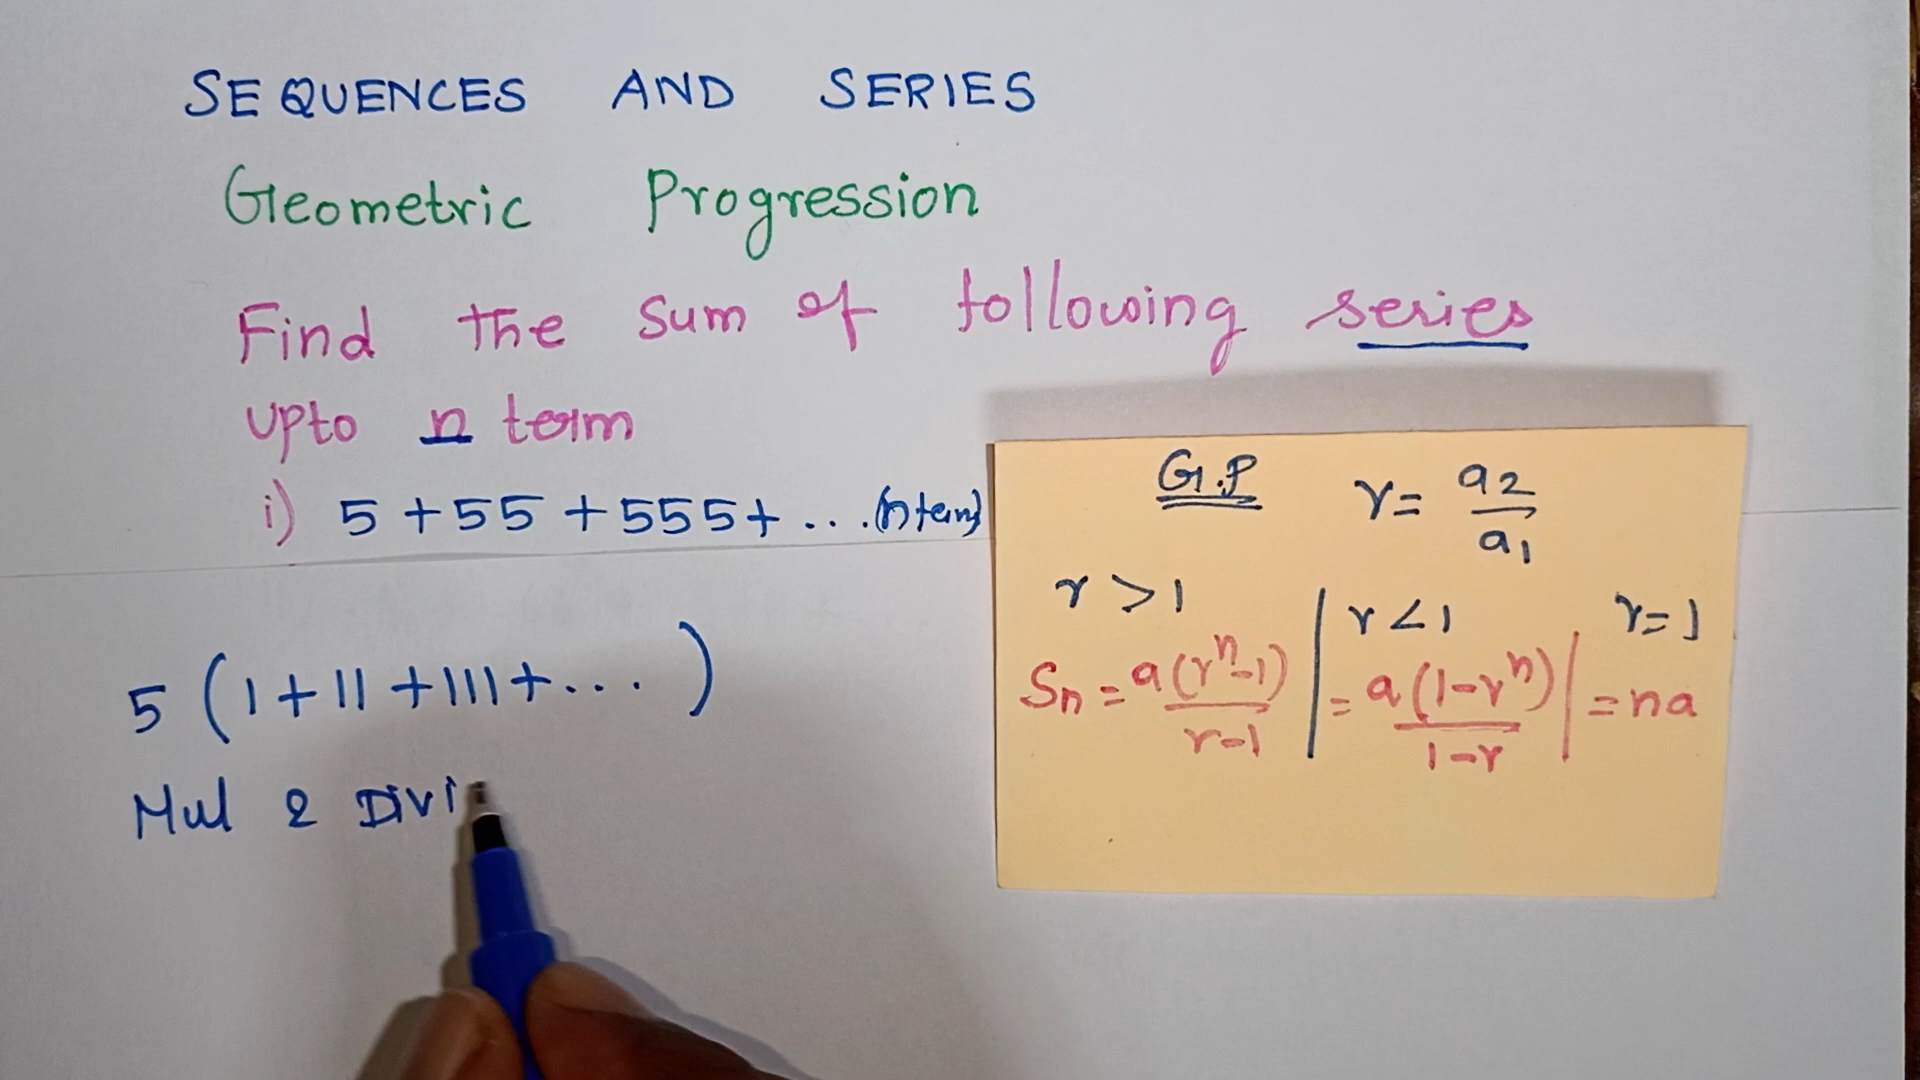 SEQUENCES AND SERIES
Geometric Progression
Find the sum of following series
upto n term
i) 5 + 55 + 555 + ... (n terms)
5 (1 + 11 + 111 + ... )
Mul & Divi
G.P
r = a2/a1
r > 1 | r < 1 r = 1
Sn = a(r^n - 1)/r - 1 | = a(1 - r^n)/1 - r | = na